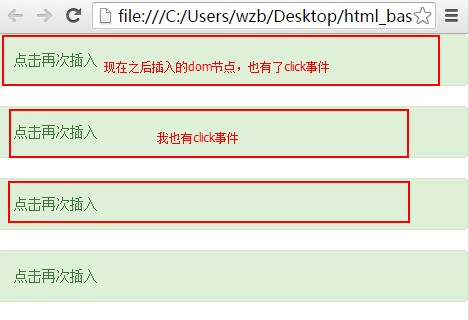 file:///C:/Users/wzb/Desktop/html_bas
点击再次插入 现在之后插入的dom节点，也有了click事件
点击再次插入 我也有click事件
点击再次插入
点击再次插入